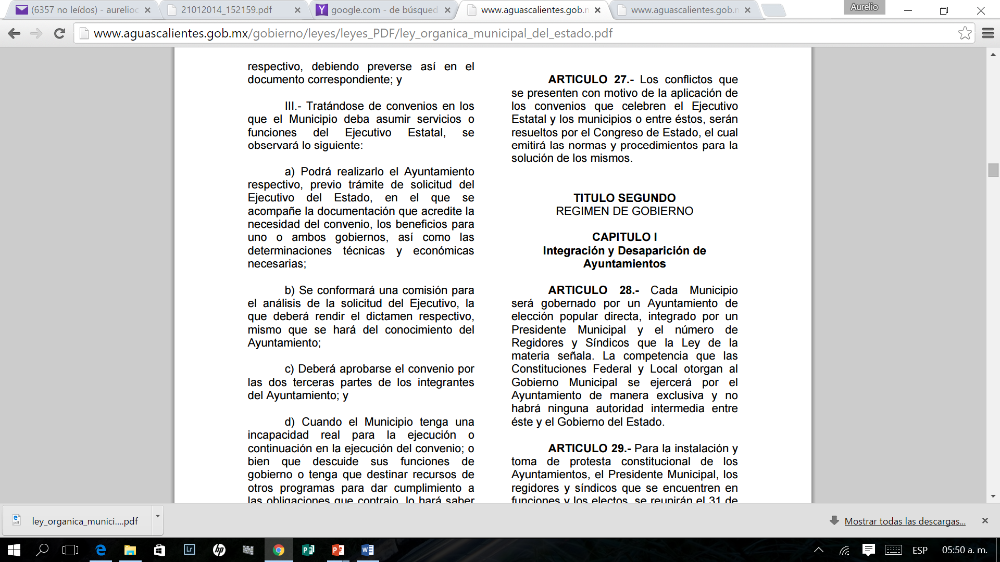 (6357 no leídos) - aurelioc
21012014_152159.pdf
google.com - de búsqued
www.aguascalientes.gob.m
www.aguascalientes.gob.m
Aurelio
www.aguascalientes.gob.mx/gobierno/leyes/leyes_PDF/ley_organica_municipal_del_estado.pdf
respectivo, debiendo preverse así en el
documento correspondiente; y
III.- Tratándose de convenios en los
que el Municipio deba asumir servicios o
funciones del Ejecutivo Estatal, se
observará lo siguiente:
a) Podrá realizarlo el Ayuntamiento
respectivo, previo trámite de solicitud del
Ejecutivo del Estado, en el que se
acompañe la documentación que acredite la
necesidad del convenio, los beneficios para
uno o ambos gobiernos, así como las
determinaciones técnicas y económicas
necesarias;
b) Se conformará una comisión para
el análisis de la solicitud del Ejecutivo, la
que deberá rendir el dictamen respectivo,
mismo que se hará del conocimiento del
Ayuntamiento;
c) Deberá aprobarse el convenio por
las dos terceras partes de los integrantes
del Ayuntamiento; y
d) Cuando el Municipio tenga una
incapacidad real para la ejecución o
continuación en la ejecución del convenio; o
bien que descuide sus funciones de
gobierno o tenga que destinar recursos de
otros programas para dar cumplimiento a
las obligaciones que contrajo, lo hará saber
ARTICULO 27.- Los conflictos que
se presenten con motivo de la aplicación de
los convenios que celebren el Ejecutivo
Estatal y los municipios o entre éstos, serán
resueltos por el Congreso de Estado, el cual
emitirá las normas y procedimientos para la
solución de los mismos.
TITULO SEGUNDO
REGIMEN DE GOBIERNO
CAPITULO I
Integración y Desaparición de
Ayuntamientos
ARTICULO 28.- Cada Municipio
será gobernado por un Ayuntamiento de
elección popular directa, integrado por un
Presidente Municipal y el número de
Regidores y Síndicos que la Ley de la
materia señala. La competencia que las
Constituciones Federal y Local otorgan al
Gobierno Municipal se ejercerá por el
Ayuntamiento de manera exclusiva y no
habrá ninguna autoridad intermedia entre
éste y el Gobierno del Estado.
ARTICULO 29.- Para la instalación y
toma de protesta constitucional de los
Ayuntamientos, el Presidente Municipal, los
regidores y síndicos que se encuentren en
funciones y los electos, se reunirán el 31 de
ley_organica_munici....pdf
Mostrar todas las descargas...
ESP
05:50 a. m.